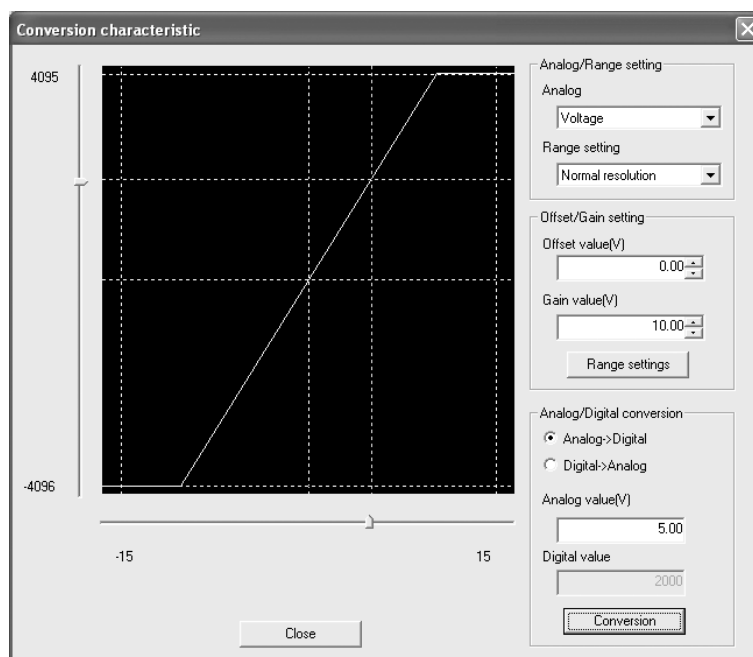 Conversion characteristic
4095
-4096
-15
15
Close
Analog/Range setting
Analog
Voltage
Range setting
Normal resolution
Offset/Gain setting
Offset value(V)
0.00
Gain value(V)
10.00
Range settings
Analog/Digital conversion
Analog->Digital
Digital->Analog
Analog value(V)
5.00
Digital value
2000
Conversion